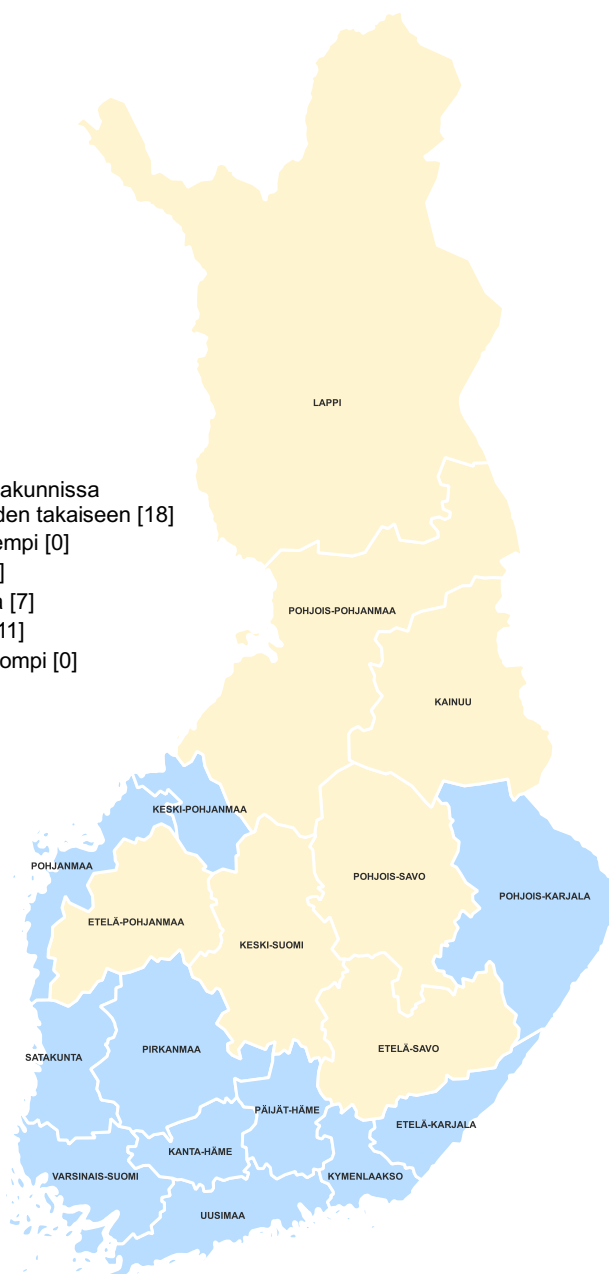 LAPPI
akunnissa
den takaiseen [18]
empi [0]
]
a [7]
11]
ompi [0]
POHJOIS-POHJANMAA
KAINUU
KESKI-POHJANMAA
POHJANMAA
POHJOIS-SAVO
POHJOIS-KARJALA
ETELÄ-POHJANMAA
KESKI-SUOMI
ETELÄ-SAVO
SATAKUNTA
PIRKANMAA
PÄIJÄT-HÄME
ETELÄ-KARJALA
KANTA-HÄME
VARSINAIS-SUOMI
KYMENLAAKSO
UUSIMAA